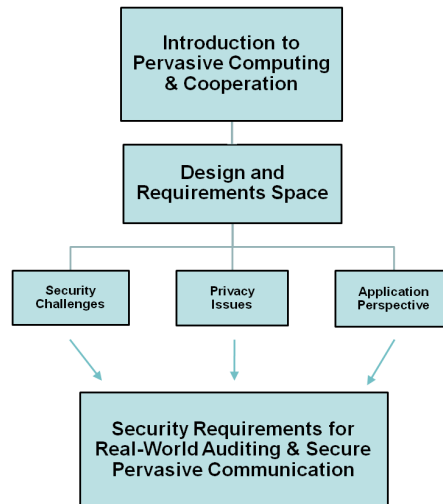 Introduction to
Pervasive Computing
& Cooperation
Design and
Requirements Space
Security
Challenges
Privacy
Issues
Application
Perspective
Security Requirements for
Real-World Auditing & Secure
Pervasive Communication